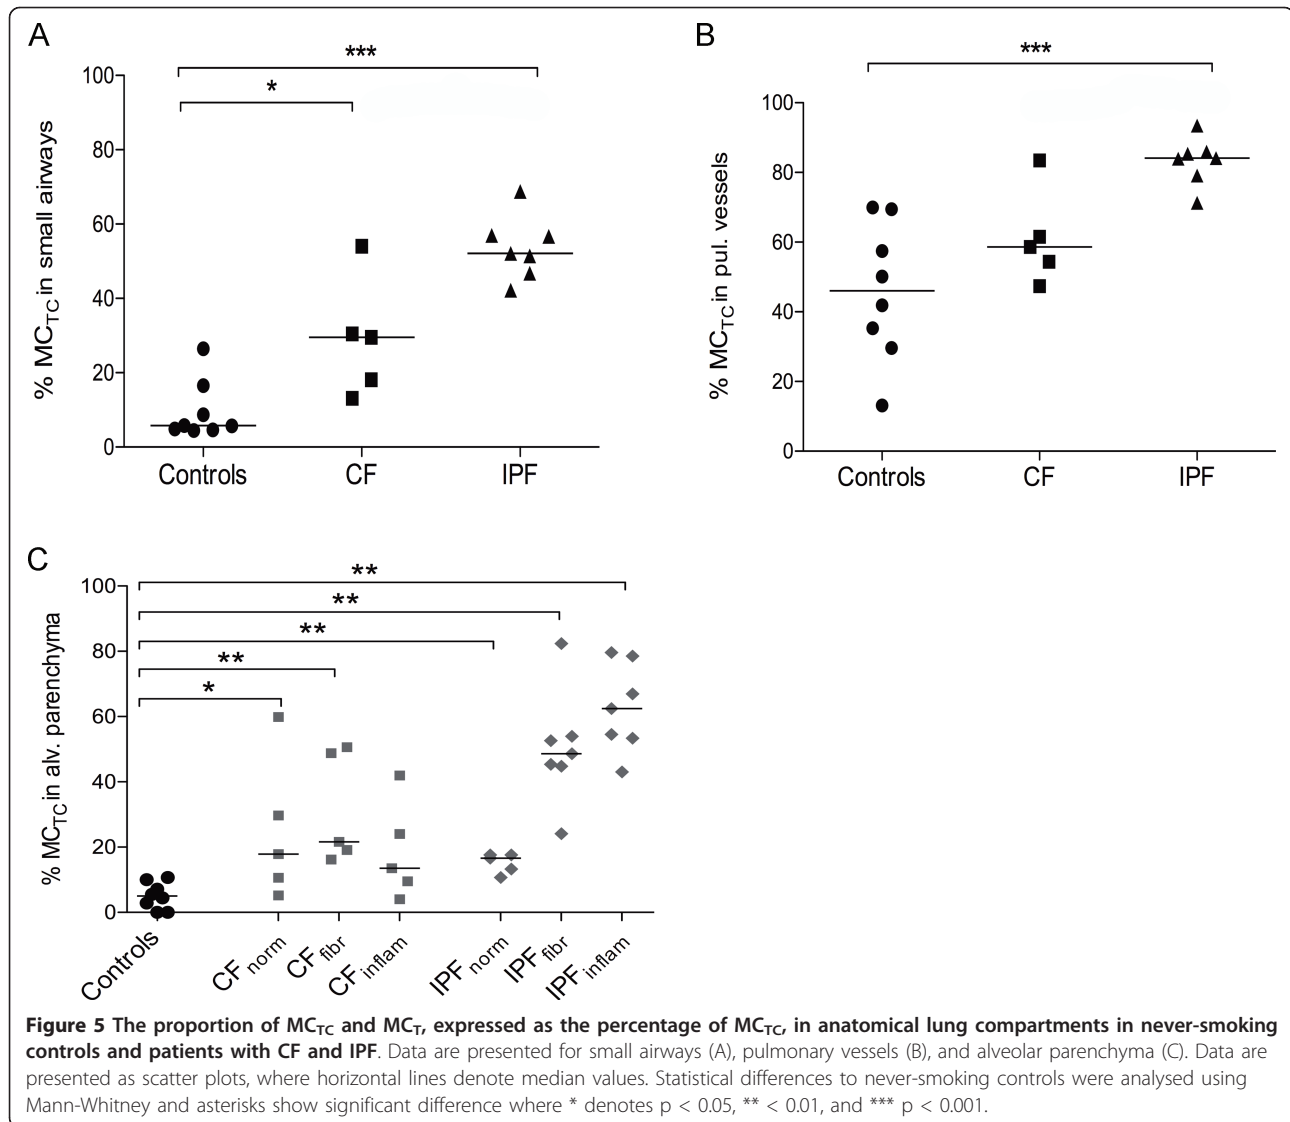 A
***
*
100
80
60
40
20
0
% MC_TC in small airways
Controls CF IPF
B
***
100
80
60
40
20
0
% MC_TC in pul. vessels
Controls CF IPF
C
**
**
**
**
*
100
80
60
40
20
0
% MC_TC in alv. parenchyma
Controls CF norm CF fibr CF inflam IPF norm IPF fibr IPF inflam
Figure 5 The proportion of MC_TC and MC_T, expressed as the percentage of MC_TC, in anatomical lung compartments in never-smoking
controls and patients with CF and IPF. Data are presented for small airways (A), pulmonary vessels (B), and alveolar parenchyma (C). Data are
presented as scatter plots, where horizontal lines denote median values. Statistical differences to never-smoking controls were analysed using
Mann-Whitney and asterisks show significant difference where * denotes p < 0.05, ** < 0.01, and *** p < 0.001.